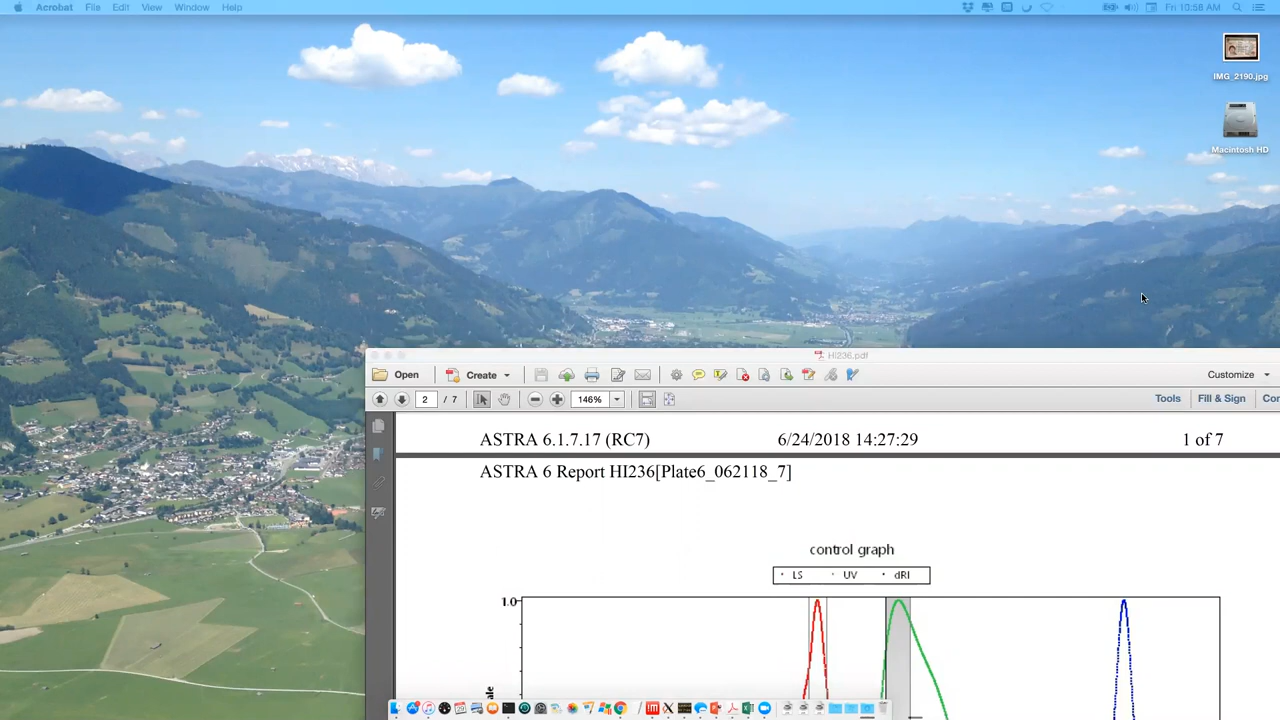 Acrobat File Edit View Window Help Fri 10:58 AM
IMG_2190.jpg
Macintosh HD
HI236.pdf
Open Create Customize
2 / 7 146% Tools Fill & Sign
ASTRA 6.1.7.17 (RC7) 6/24/2018 14:27:29 1 of 7
ASTRA 6 Report HI236[Plate6_062118_7]
control graph
LS UV dRI
1.0